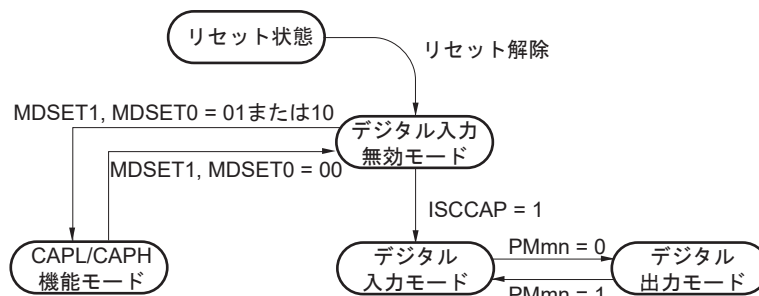 リセット状態
リセット解除
MDSET1, MDSET0 = 01または10
デジタル入力
無効モード
MDSET1, MDSET0 = 00
ISCCAP = 1
CAPL/CAPH
機能モード
デジタル
入力モード
PMmn = 0
PMmn = 1
デジタル
出力モード